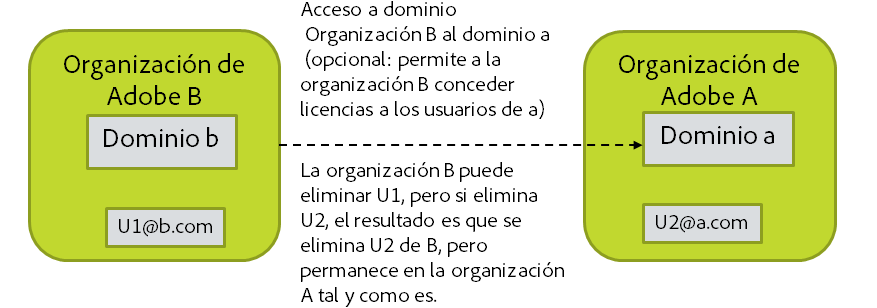 Organización de
Adobe B
Dominio b
U1@b.com
Acceso a dominio
Organización B al dominio a
(opcional: permite a la
organización B conceder
licencias a los usuarios de a)
La organización B puede
eliminar U1, pero si elimina
U2, el resultado es que se
elimina U2 de B, pero
permanece en la organización
A tal y como es.
Organización de
Adobe A
Dominio a
U2@a.com